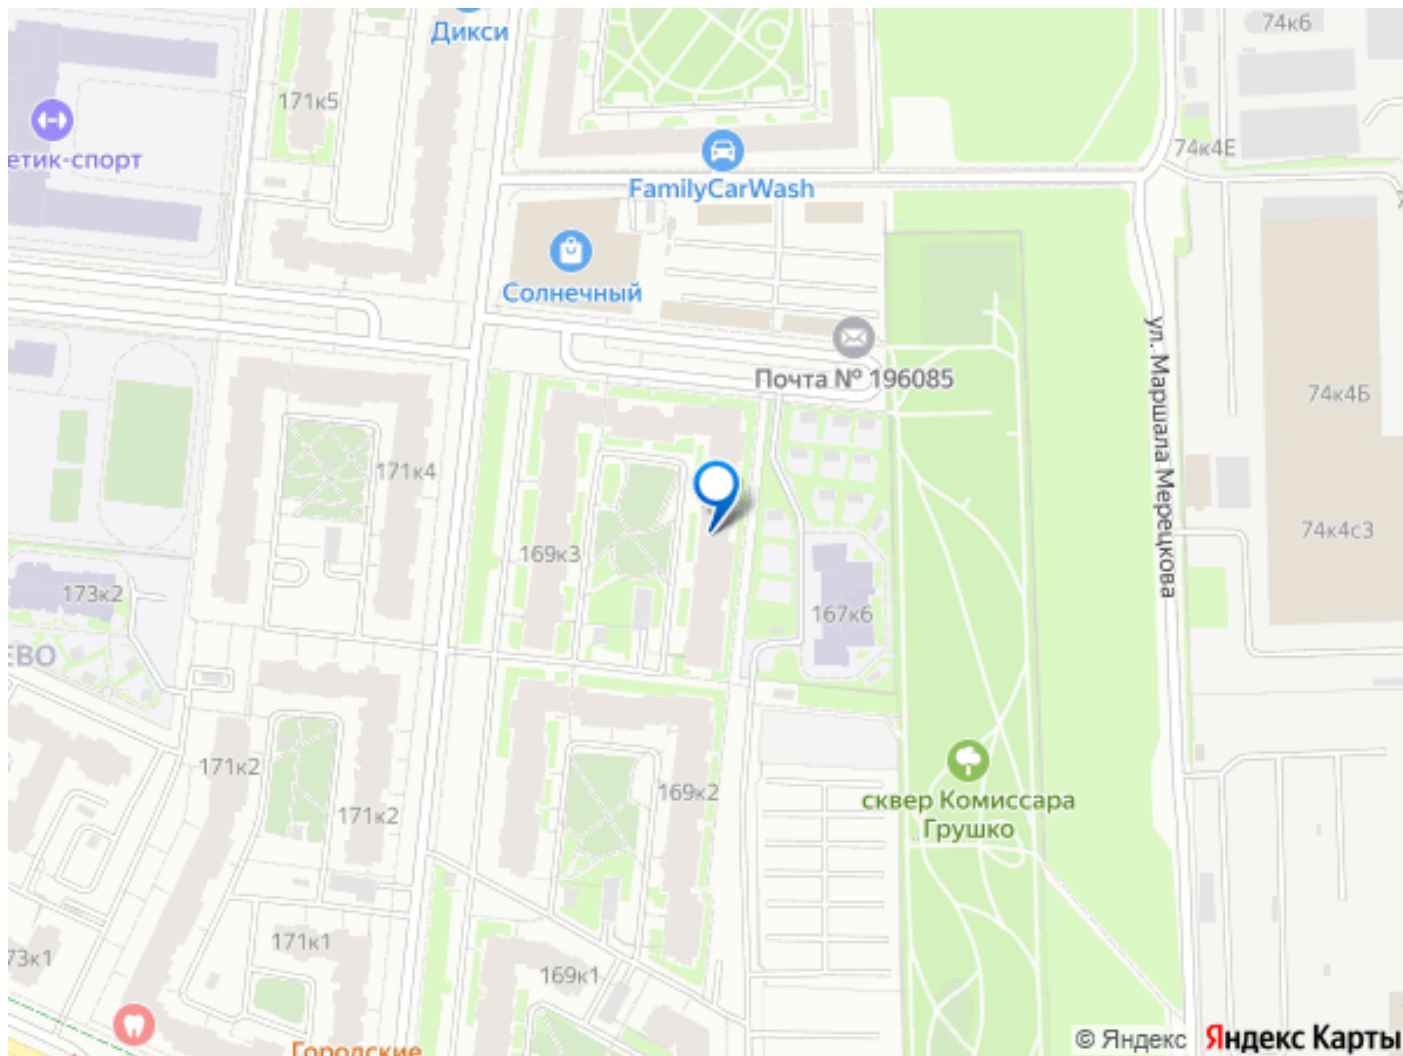 Дикси
74к6
171к5
74к4Е
етик-спорт
FamilyCarWash
Солнечный
Почта № 196085
ул. Маршала Мерецкова
74к4Б
171к4
169к3
74к4с3
173к2
167к6
ЕВО
171к2
169к2
сквер Комиссара
Грушко
171к2
171к1
73к1
169к1
Городские
© Яндекс Яндекс Карты